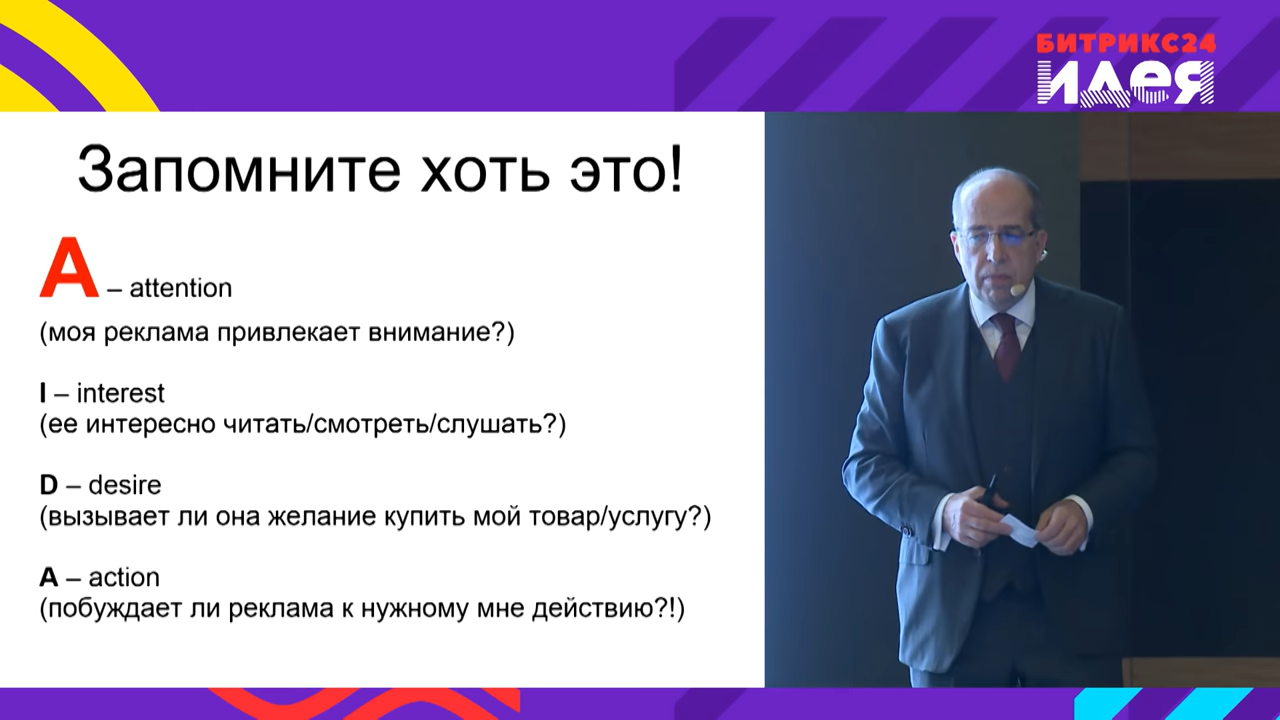 БИТРИКС24
идея
Запомните хоть это!
А – attention
(моя реклама привлекает внимание?)
I – interest
(ее интересно читать/смотреть/слушать?)
D – desire
(вызывает ли она желание купить мой товар/услугу?)
А – action
(побуждает ли реклама к нужному мне действию?!)